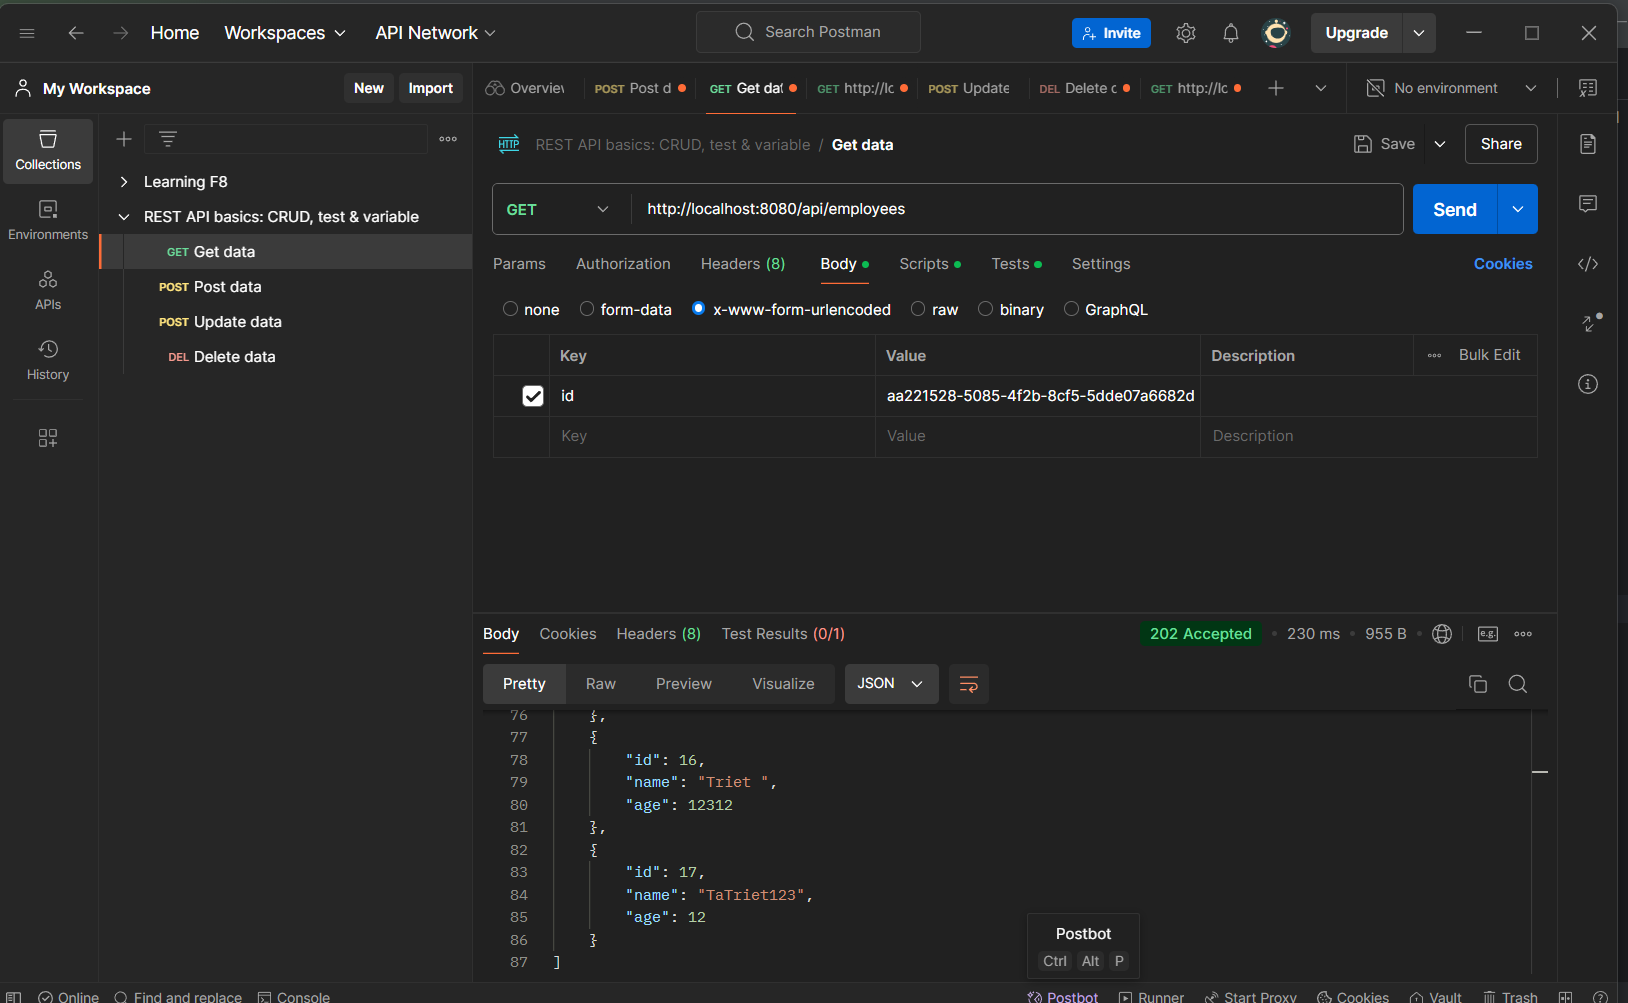 Home
Workspaces
API Network
Search Postman
Invite
Upgrade
My Workspace
New
Import
Overview
POST Post d
GET Get dat
GET http://lo
POST Update
DEL Delete
GET http://lo
No environment
Collections
Environments
APIs
History
Learning F8
REST API basics: CRUD, test & variable
GET Get data
POST Post data
POST Update data
DEL Delete data
HTTP
REST API basics: CRUD, test & variable / Get data
Save
Share
GET
http://localhost:8080/api/employees
Send
Params
Authorization
Headers (8)
Body
Scripts
Tests
Settings
Cookies
none
form-data
x-www-form-urlencoded
raw
binary
GraphQL
Key
Value
Description
Bulk Edit
id
aa221528-5085-4f2b-8cf5-5dde07a6682d
Key
Value
Description
Body
Cookies
Headers (8)
Test Results (0/1)
202 Accepted
230 ms
955 B
e.g.
Pretty
Raw
Preview
Visualize
JSON
76 },
77 {
78 "id": 16,
79 "name": "Triet ",
80 "age": 12312
81 },
82 {
83 "id": 17,
84 "name": "TaTriet123",
85 "age": 12
86 }
87 ]
Postbot
Ctrl Alt P
Online
Find and replace
Console
Postbot
Runner
Start Proxy
Cookies
Vault
Trash